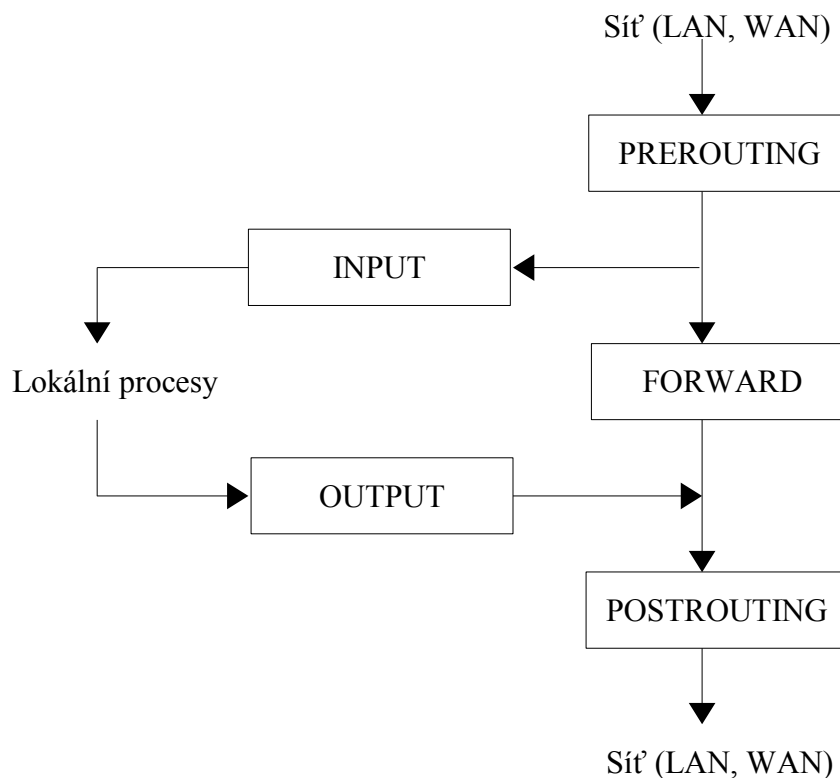 Síť (LAN, WAN)
PREROUTING
INPUT
Lokální procesy
FORWARD
OUTPUT
POSTROUTING
Síť (LAN, WAN)